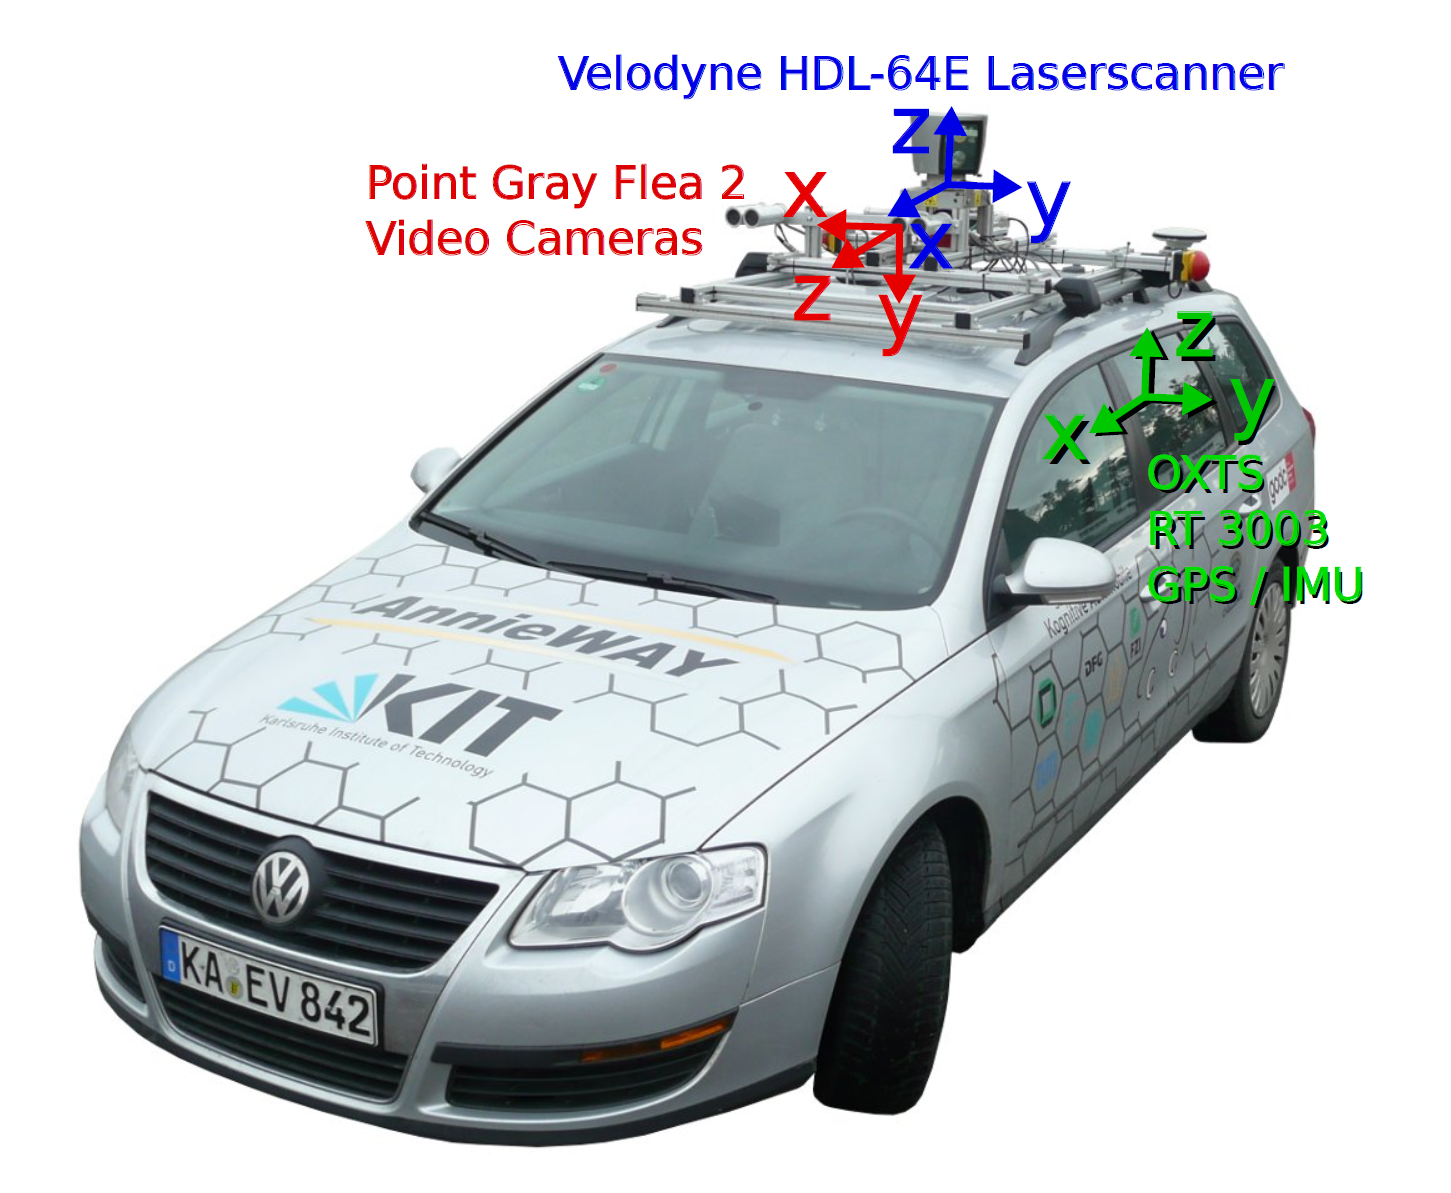 Velodyne HDL-64E Laserscanner
z
Point Gray Flea 2
Video Cameras
x
y
x
z
y
z
y
x
OXTS
RT 3003
GPS / IMU
AnnieWAY
KIT
Karlsruhe Institute of Technology
DFG
FZI
D
KA EV 842